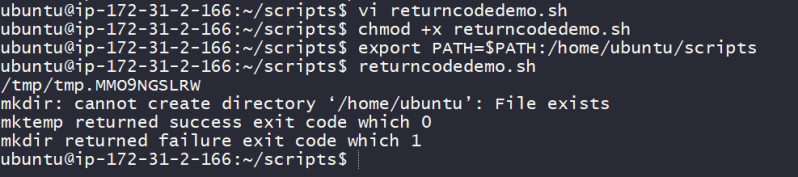 ubuntu@ip-172-31-2-166:~/scripts$ vi returncodedemo.sh
ubuntu@ip-172-31-2-166:~/scripts$ chmod +x returncodedemo.sh
ubuntu@ip-172-31-2-166:~/scripts$ export PATH=$PATH:/home/ubuntu/scripts
ubuntu@ip-172-31-2-166:~/scripts$ returncodedemo.sh
/tmp/tmp.MMO9NGSLRW
mkdir: cannot create directory ‘/home/ubuntu’: File exists
mktemp returned success exit code which 0
mkdir returned failure exit code which 1
ubuntu@ip-172-31-2-166:~/scripts$